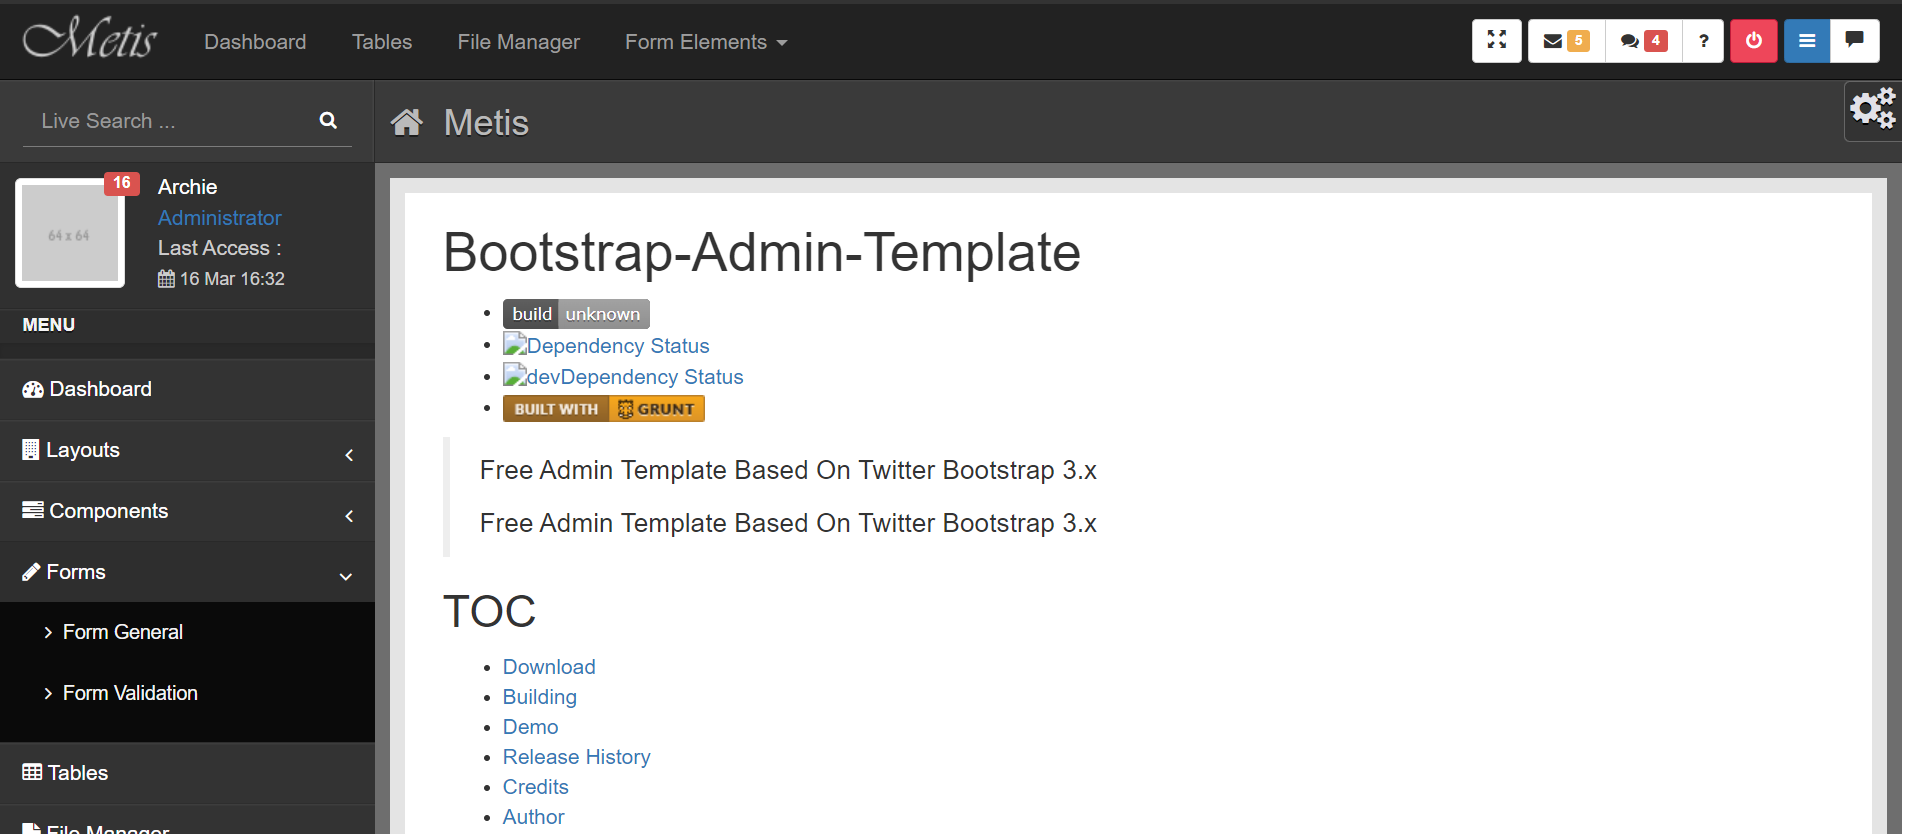 Metis
Dashboard
Tables
File Manager
Form Elements
5
4
?
Live Search ...
Metis
64 x 64
16
Archie
Administrator
Last Access :
16 Mar 16:32
MENU
Dashboard
Layouts
Components
Forms
Form General
Form Validation
Tables
File Manager
Bootstrap-Admin-Template
build unknown
Dependency Status
devDependency Status
BUILT WITH GRUNT
Free Admin Template Based On Twitter Bootstrap 3.x
Free Admin Template Based On Twitter Bootstrap 3.x
TOC
Download
Building
Demo
Release History
Credits
Author